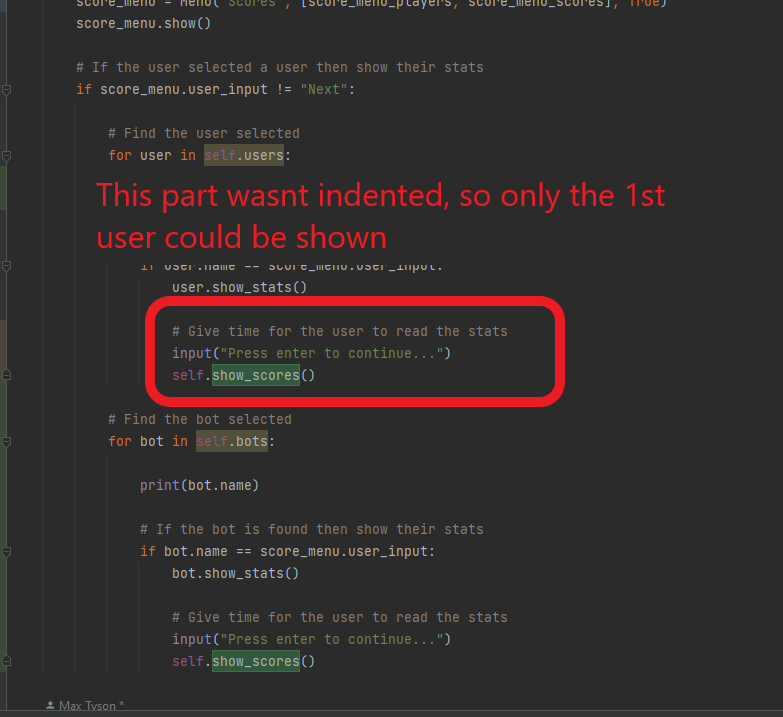 score_menu = Menu("Scores", [score_menu_players, score_menu_scores], True)
score_menu.show()
# If the user selected a user then show their stats
if score_menu.user_input != "Next":
# Find the user selected
for user in self.users:
This part wasnt indented, so only the 1st
user could be shown
if user.name == score_menu.user_input:
user.show_stats()
# Give time for the user to read the stats
input("Press enter to continue...")
self.show_scores()
# Find the bot selected
for bot in self.bots:
print(bot.name)
# If the bot is found then show their stats
if bot.name == score_menu.user_input:
bot.show_stats()
# Give time for the user to read the stats
input("Press enter to continue...")
self.show_scores()
Max Tyson *